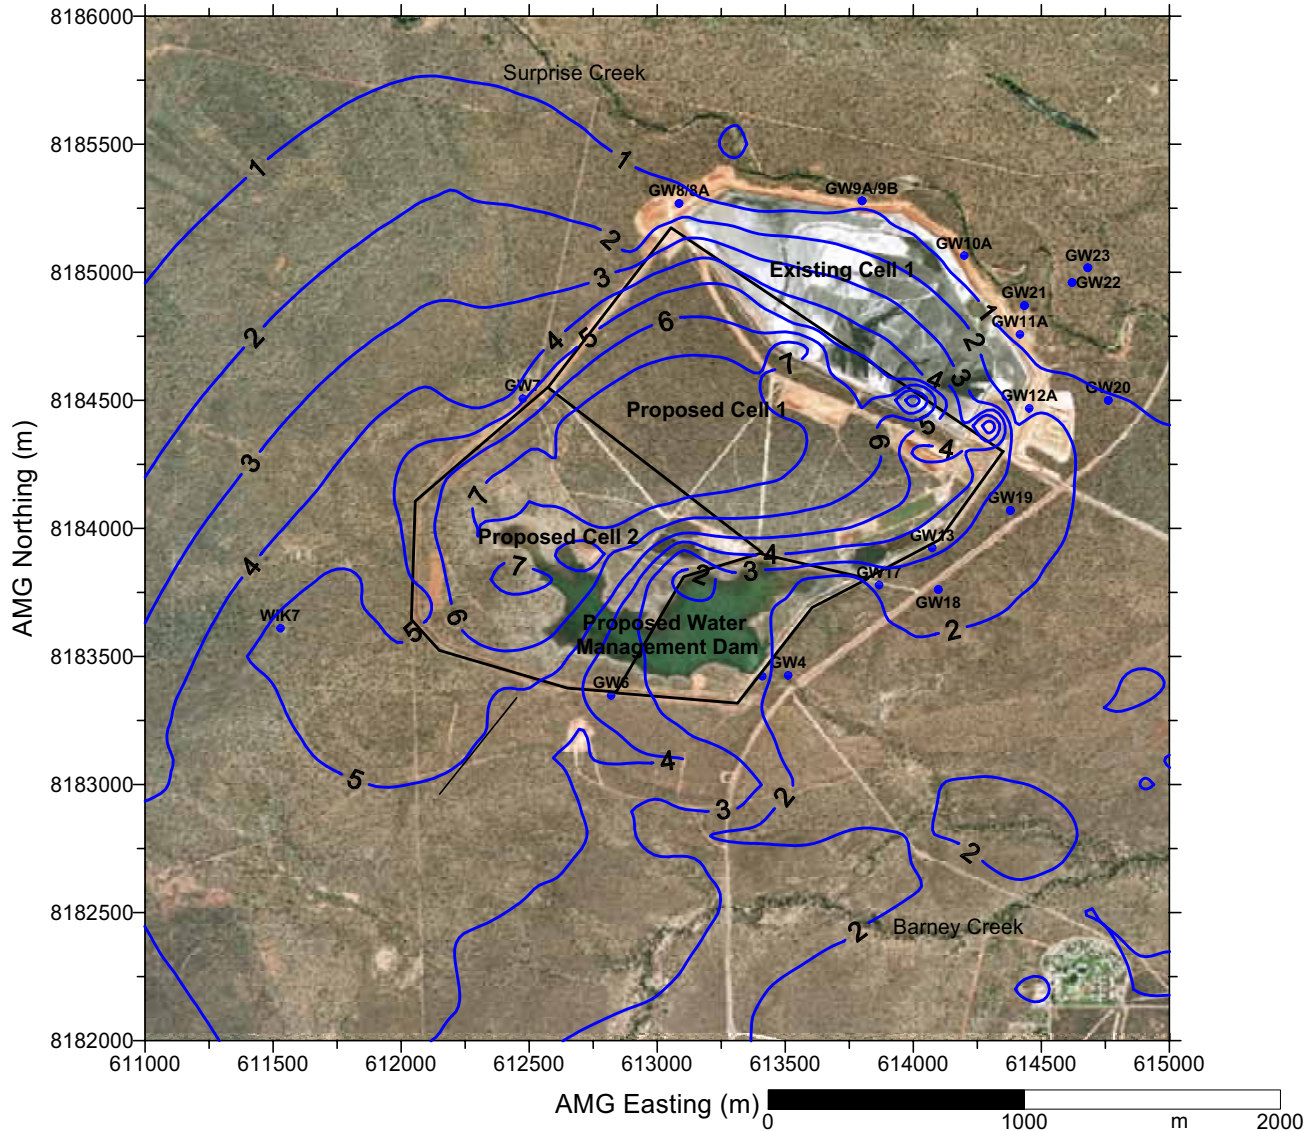 8186000
Surprise Creek
8185500
1
1
GW8/8A
GW9A/9B
2
GW10A
GW23
8185000
3
Existing Cell 1
GW22
GW21
1
6
GW11A
2
4
5
2
7
4
3
8184500
GW7
GW12A
GW20
Proposed Cell 1
5
6
4
3
7
GW19
8184000
Proposed Cell 2
GW13
4
4
7
2
3
GW17
GW18
WIK7
6
5
Proposed Water
Management Dam
2
8183500
GW4
GW6
4
8183000
5
2
3
2
8182500
2
Barney Creek
8182000
611000 611500 612000 612500 613000 613500 614000 614500 615000
AMG Northing (m)
AMG Easting (m)
0 1000 m 2000